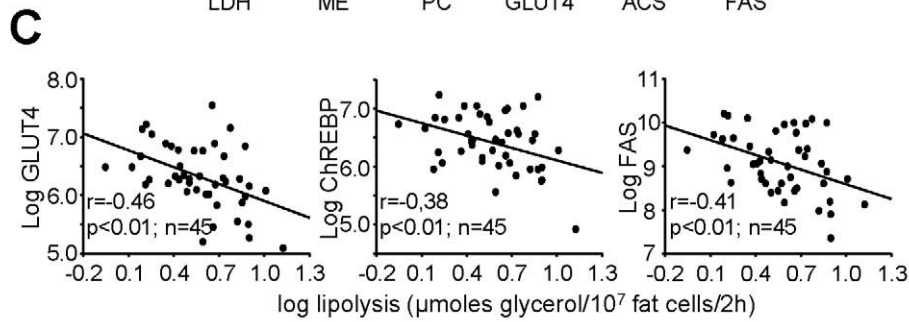 LDH ME PC GLUT4 ACS FAS
C
Log GLUT4
8.0
7.0
6.0
5.0
r=-0.46
p<0.01; n=45
-0.2 0.1 0.4 0.7 1.0 1.3
Log ChREBP
7.0
6.0
5.0
r=-0,38
p<0.01; n=45
-0.2 0.1 0.4 0.7 1.0 1.3
Log FAS
11
10
9
8
7
r=-0.41
p<0.01; n=45
-0.2 0.1 0.4 0.7 1.0 1.3
log lipolysis (µmoles glycerol/10⁷ fat cells/2h)